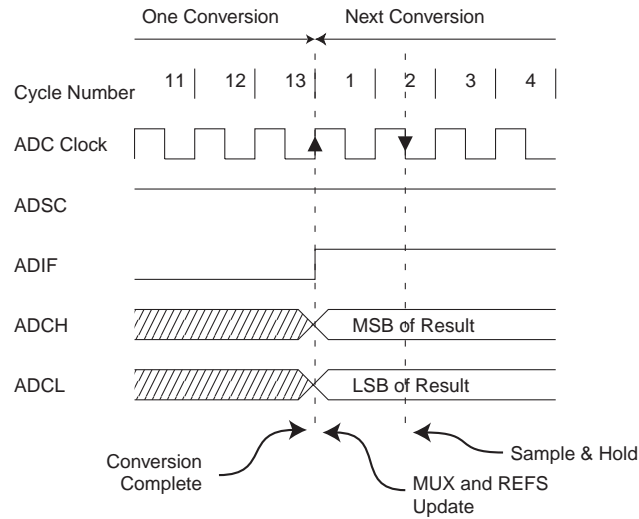 One Conversion Next Conversion
Cycle Number 11 12 13 1 2 3 4
ADC Clock
ADSC
ADIF
ADCH MSB of Result
ADCL LSB of Result
Conversion
Complete
MUX and REFS
Update
Sample & Hold